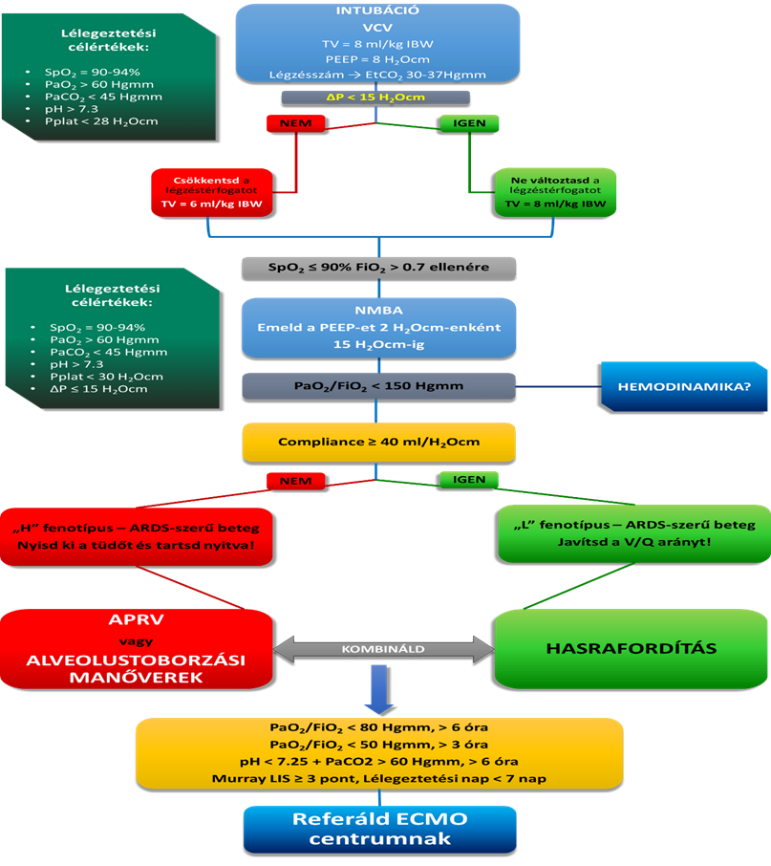 Lélegeztetési
célértékek:
• SpO₂ = 90-94%
• PaO₂ > 60 Hgmm
• PaCO₂ < 45 Hgmm
• pH > 7.3
• Pplat < 28 H₂Ocm
INTUBÁCIÓ
VCV
TV = 8 ml/kg IBW
PEEP = 8 H₂Ocm
Légzésszám → EtCO₂ 30-37Hgmm
ΔP < 15 H₂Ocm
NEM
IGEN
Csökkentsd a
légzéstérfogatot
TV = 6 ml/kg IBW
Ne változtasd a
légzéstérfogatot
TV = 8 ml/kg IBW
SpO₂ ≤ 90% FiO₂ > 0.7 ellenére
Lélegeztetési
célértékek:
• SpO₂ = 90-94%
• PaO₂ > 60 Hgmm
• PaCO₂ < 45 Hgmm
• pH > 7.3
• Pplat < 30 H₂Ocm
• ΔP ≤ 15 H₂Ocm
NMBA
Emeld a PEEP-et 2 H₂Ocm-enként
15 H₂Ocm-ig
PaO₂/FiO₂ < 150 Hgmm
HEMODINAMIKA?
Compliance ≥ 40 ml/H₂Ocm
NEM
IGEN
„H” fenotípus – ARDS-szerű beteg
Nyisd ki a tüdőt és tartsd nyitva!
„L” fenotípus – ARDS-szerű beteg
Javítsd a V/Q arányt!
APRV
vagy
ALVEOLUSTOBORZÁSI
MANŐVEREK
KOMBINÁLD
HASRAFORDÍTÁS
PaO₂/FiO₂ < 80 Hgmm, > 6 óra
PaO₂/FiO₂ < 50 Hgmm, > 3 óra
pH < 7.25 + PaCO2 > 60 Hgmm, > 6 óra
Murray LIS ≥ 3 pont, Lélegeztetési nap < 7 nap
Referáld ECMO
centrumnak